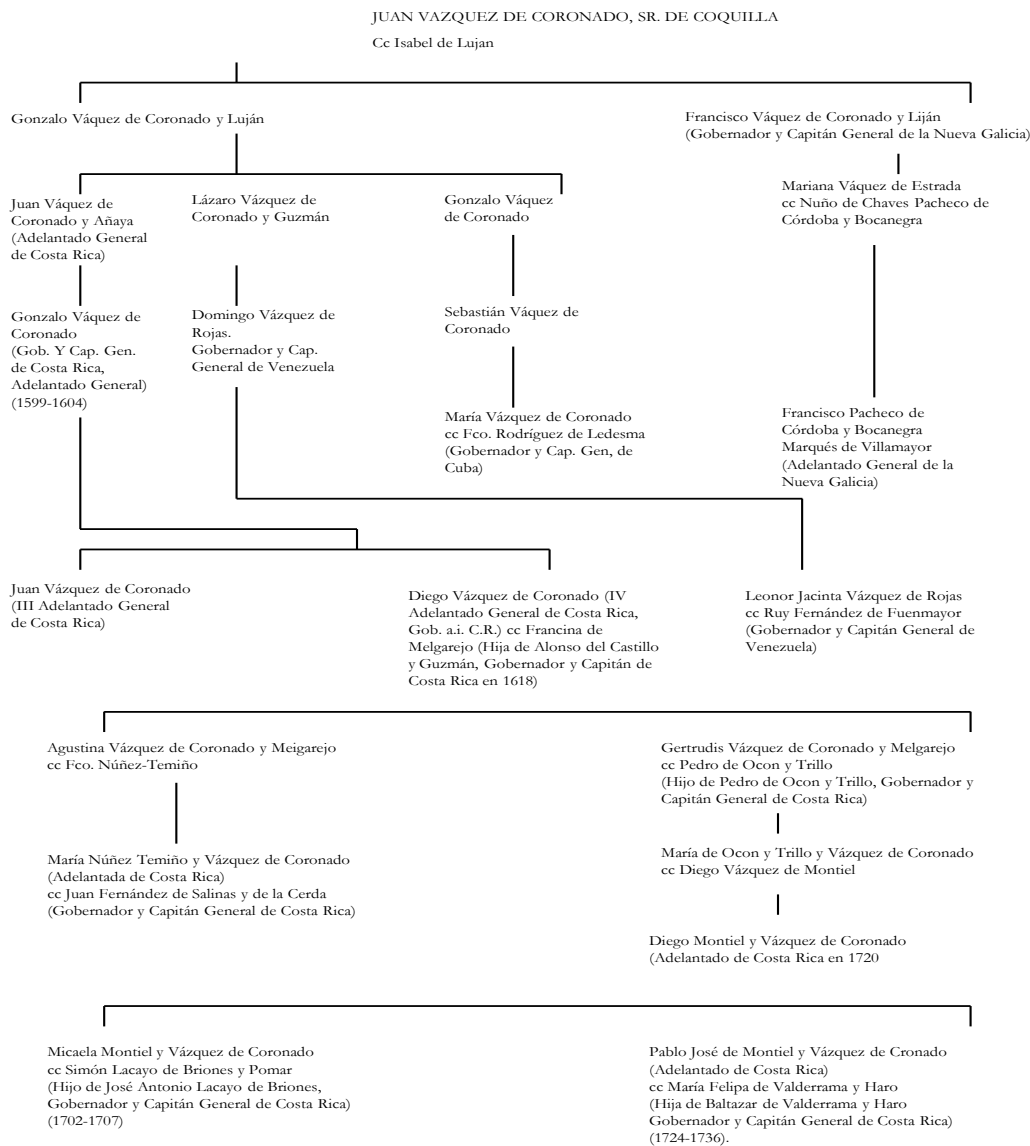 JUAN VAZQUEZ DE CORONADO, SR. DE COQUILLA
Cc Isabel de Lujan
Gonzalo Váquez de Coronado y Luján
Francisco Váquez de Coronado y Liján
(Gobernador y Capitán General de la Nueva Galicia)
Juan Váquez de
Coronado y Añaya
(Adelantado General
de Costa Rica)
Lázaro Vázquez de
Coronado y Guzmán
Gonzalo Váquez
de Coronado
Mariana Váquez de Estrada
cc Nuño de Chaves Pacheco de
Córdoba y Bocanegra
Gonzalo Váquez de
Coronado
(Gob. Y Cap. Gen.
de Costa Rica,
Adelantado General)
(1599-1604)
Domingo Vázquez de
Rojas.
Gobernador y Cap.
General de Venezuela
Sebastián Váquez de
Coronado
María Vázquez de Coronado
cc Fco. Rodríguez de Ledesma
(Gobernador y Cap. Gen, de
Cuba)
Francisco Pacheco de
Córdoba y Bocanegra
Marqués de Villamayor
(Adelantado General de la
Nueva Galicia)
Juan Vázquez de Coronado
(III Adelantado General
de Costa Rica)
Diego Vázquez de Coronado (IV
Adelantado General de Costa Rica,
Gob. a.i. C.R.) cc Francina de
Melgarejo (Hija de Alonso del Castillo
y Guzmán, Gobernador y Capitán de
Costa Rica en 1618)
Leonor Jacinta Vázquez de Rojas
cc Ruy Fernández de Fuenmayor
(Gobernador y Capitán General de
Venezuela)
Agustina Vázquez de Coronado y Meigarejo
cc Fco. Núñez-Temiño
Gertrudis Vázquez de Coronado y Melgarejo
cc Pedro de Ocon y Trillo
(Hijo de Pedro de Ocon y Trillo, Gobernador y
Capitán General de Costa Rica)
María Núñez Temiño y Vázquez de Coronado
(Adelantada de Costa Rica)
cc Juan Fernández de Salinas y de la Cerda
(Gobernador y Capitán General de Costa Rica)
María de Ocon y Trillo y Vázquez de Coronado
cc Diego Vázquez de Montiel
Diego Montiel y Vázquez de Coronado
(Adelantado de Costa Rica en 1720
Micaela Montiel y Vázquez de Coronado
cc Simón Lacayo de Briones y Pomar
(Hijo de José Antonio Lacayo de Briones,
Gobernador y Capitán General de Costa Rica)
(1702-1707)
Pablo José de Montiel y Vázquez de Cronado
(Adelantado de Costa Rica)
cc María Felipa de Valderrama y Haro
(Hija de Baltazar de Valderrama y Haro
Gobernador y Capitán General de Costa Rica)
(1724-1736).